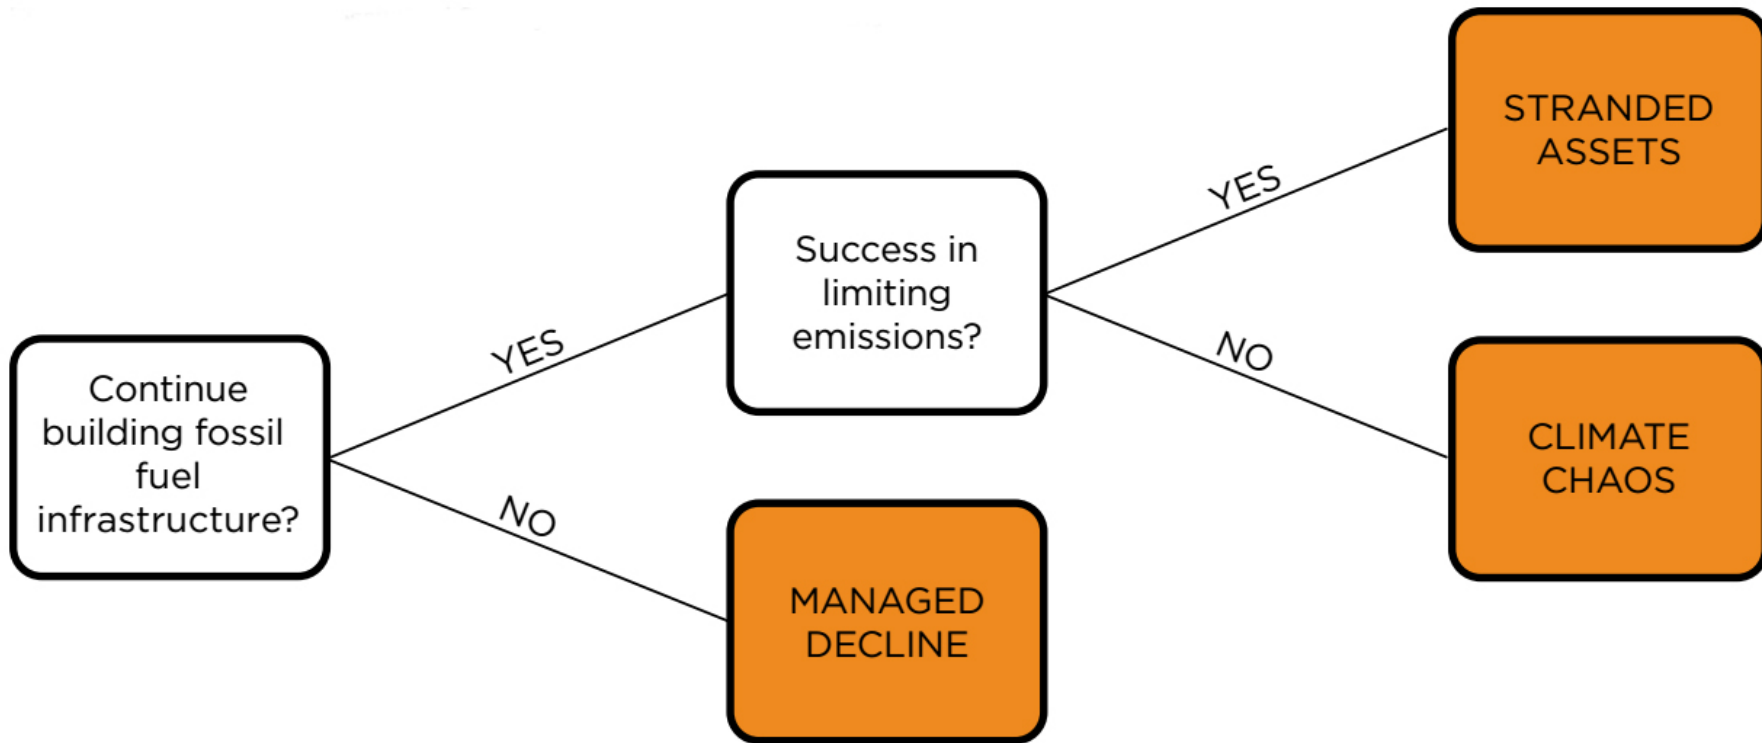 Continue
building fossil
fuel
infrastructure?
YES
NO
Success in
limiting
emissions?
MANAGED
DECLINE
YES
NO
STRANDED
ASSETS
CLIMATE
CHAOS